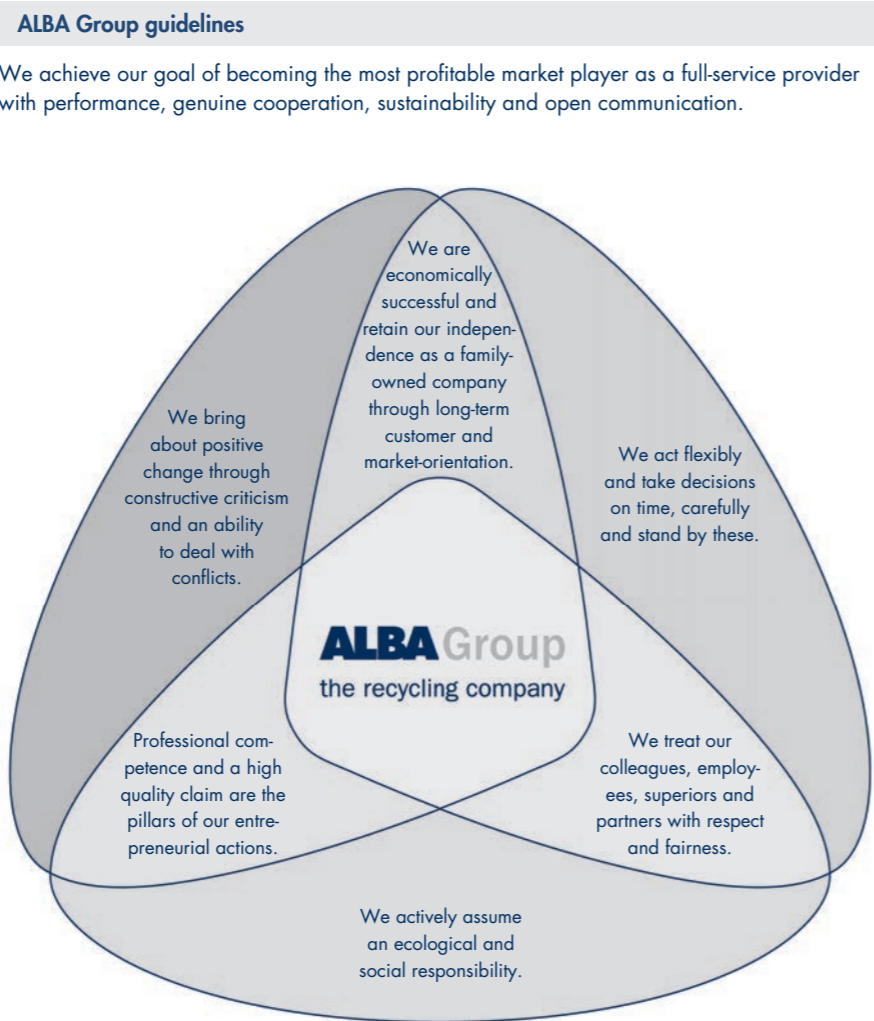 ALBA Group guidelines
We achieve our goal of becoming the most profitable market player as a full-service provider
with performance, genuine cooperation, sustainability and open communication.
We are
economically
successful and
retain our indepen-
dence as a family-
owned company
through long-term
customer and
market-orientation.
We bring
about positive
change through
constructive criticism
and an ability
to deal with
conflicts.
We act flexibly
and take decisions
on time, carefully
and stand by these.
ALBA Group
the recycling company
Professional com-
petence and a high
quality claim are the
pillars of our entre-
preneurial actions.
We treat our
colleagues, employ-
ees, superiors and
partners with respect
and fairness.
We actively assume
an ecological and
social responsibility.